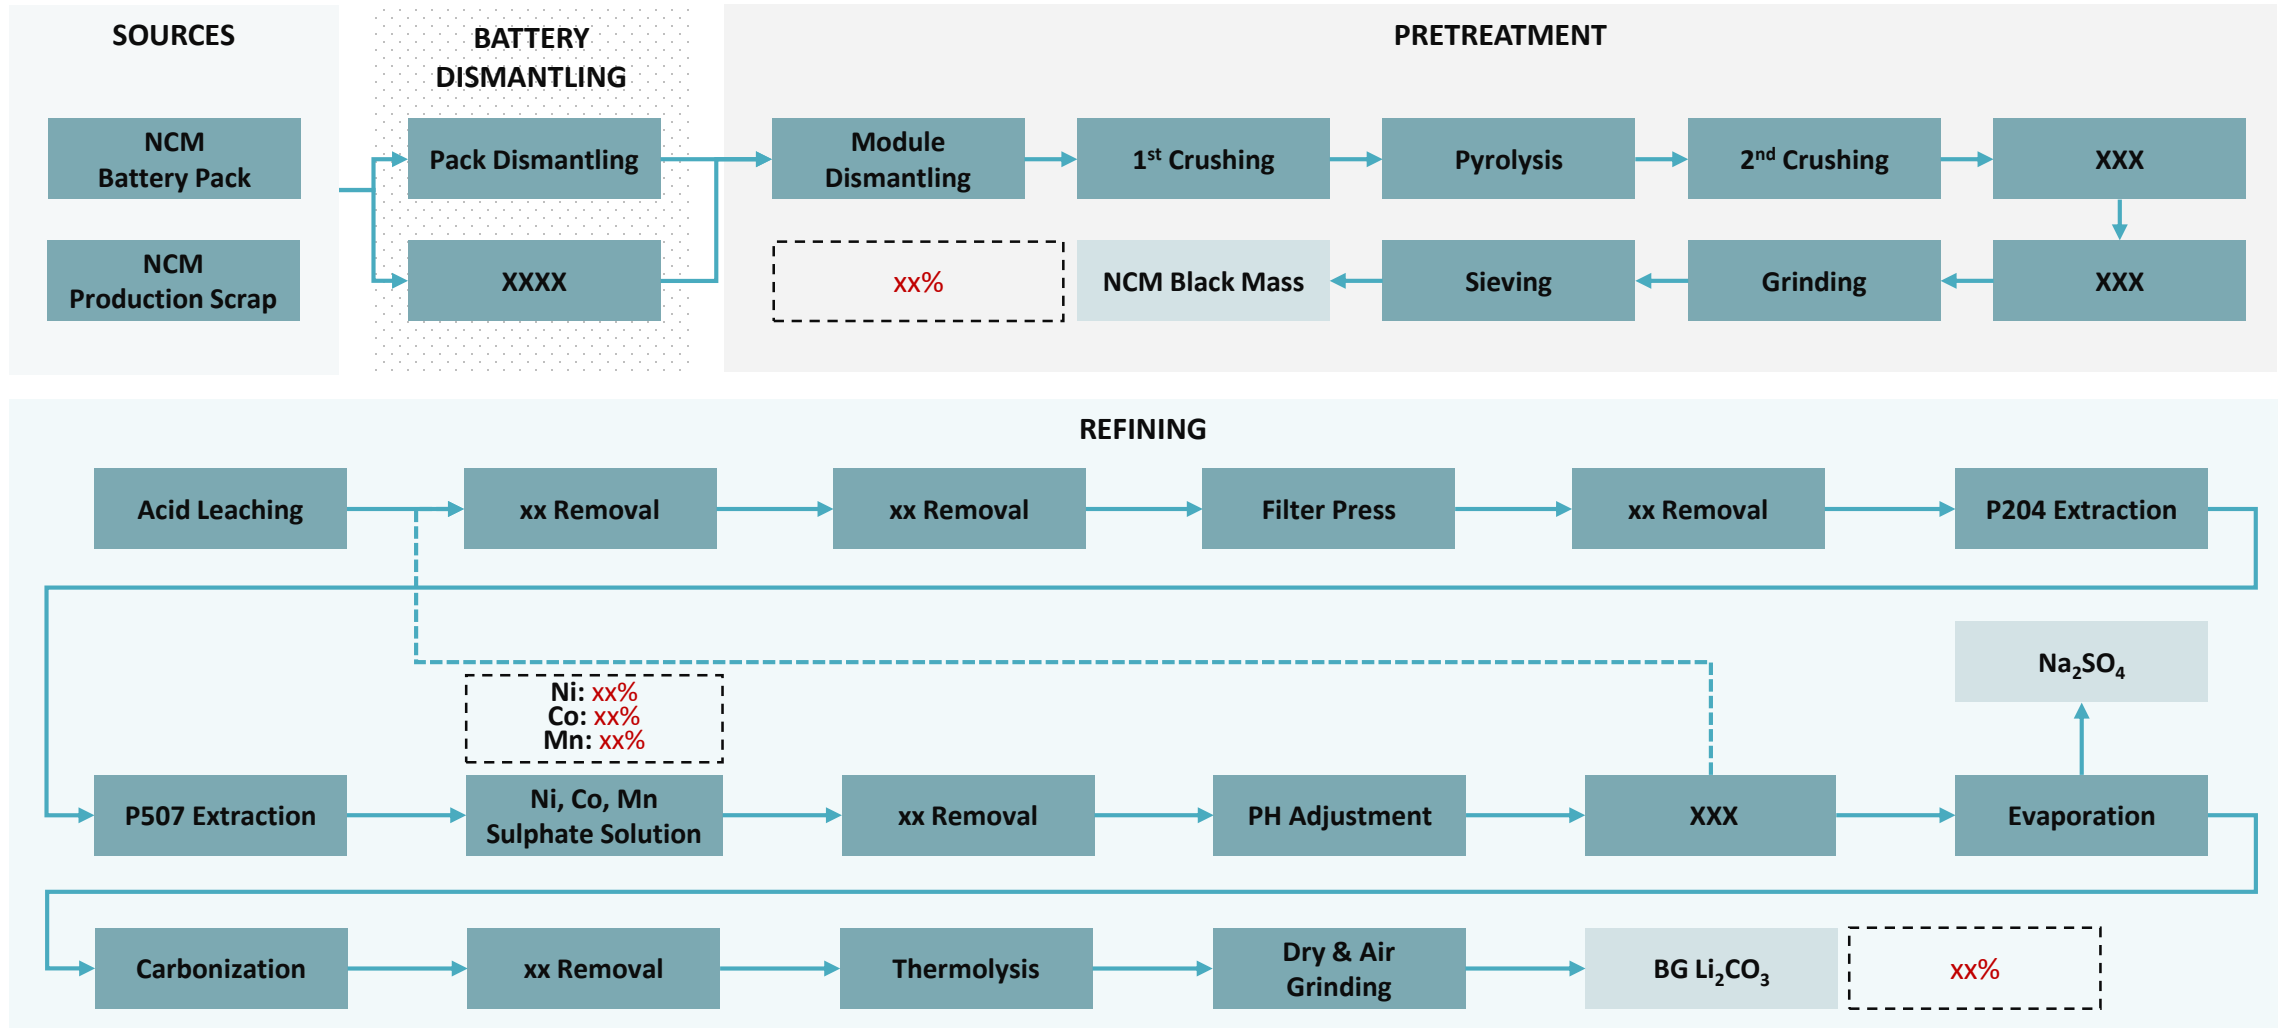 SOURCES
NCM
Battery Pack
NCM
Production Scrap
BATTERY
DISMANTLING
Pack Dismantling
XXXX
PRETREATMENT
Module
Dismantling
1st Crushing
Pyrolysis
2nd Crushing
XXX
XXX
Grinding
Sieving
NCM Black Mass
xx%
REFINING
Acid Leaching
xx Removal
xx Removal
Filter Press
xx Removal
P204 Extraction
Na₂SO₄
Ni: xx%
Co: xx%
Mn: xx%
P507 Extraction
Ni, Co, Mn
Sulphate Solution
xx Removal
PH Adjustment
XXX
Evaporation
Carbonization
xx Removal
Thermolysis
Dry & Air
Grinding
BG Li₂CO₃
xx%